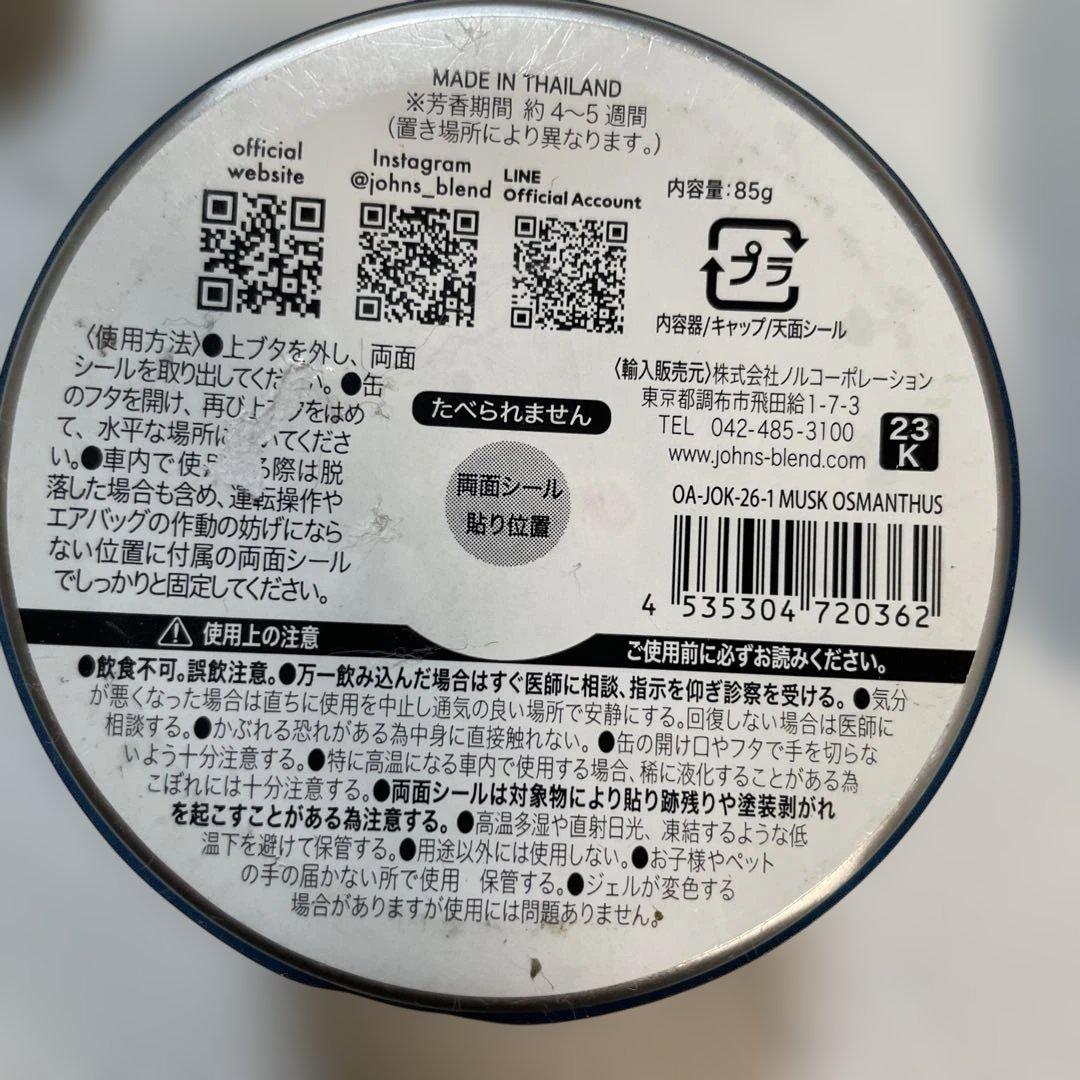 MADE IN THAILAND
※芳香期間 約4〜5週間
(置き場所により異なります。)
official
website
Instagram
@johns_blend
LINE
Official Account
内容量:85g
プラ
内容器/キャップ/天面シール
〈使用方法〉●上ブタを外し、両面
シールを取り出してくだ 。●缶
のフタを開け、再び上 をはめ
て、水平な場所に いてくださ
い。●車内で使 る際は脱
落した場合も含め、運転操作や
エアバッグの作動の妨げになら
ない位置に付属の両面シール
でしっかりと固定してください。
たべられません
両面シール
貼り位置
〈輸入販売元〉株式会社ノルコーポレーション
東京都調布市飛田給1-7-3
TEL 042-485-3100
www.johns-blend.com
23
K
OA-JOK-26-1 MUSK OSMANTHUS
4 535304 720362
使用上の注意
ご使用前に必ずお読みください。
●飲食不可。誤飲注意。●万一飲み込んだ場合はすぐ医師に相談、指示を仰ぎ診察を受ける。●気分
が悪くなった場合は直ちに使用を中止し通気の良い場所で安静にする。回復しない場合は医師に
相談する。●かぶれる恐れがある為中身に直接触れない。●缶の開け口やフタで手を切らな
いよう十分注意する。●特に高温になる車内で使用する場合、稀に液化することがある為
こぼれには十分注意する。●両面シールは対象物により貼り跡残りや塗装剥がれ
を起こすことがある為注意する。●高温多湿や直射日光、凍結するような低
温下を避けて保管する。●用途以外には使用しない。●お子様やペット
の手の届かない所で使用 保管する。●ジェルが変色する
場合がありますが使用には問題ありません。